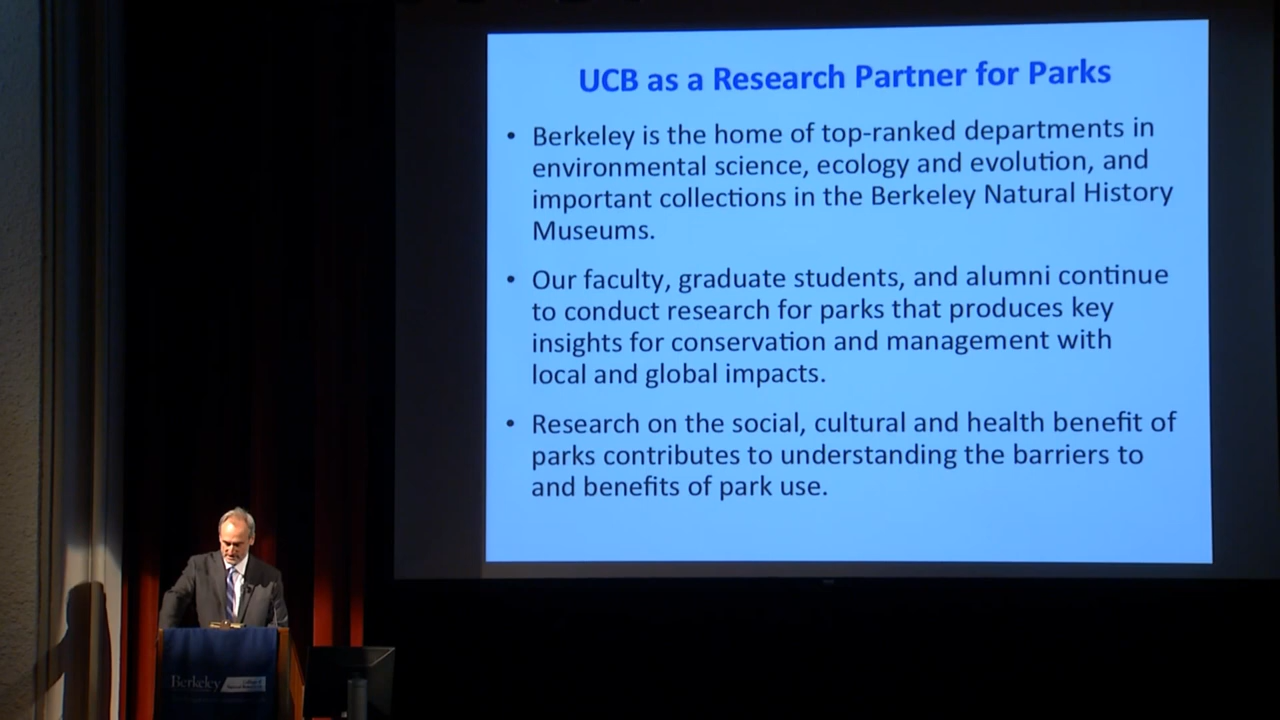 UCB as a Research Partner for Parks
• Berkeley is the home of top-ranked departments in
environmental science, ecology and evolution, and
important collections in the Berkeley Natural History
Museums.
• Our faculty, graduate students, and alumni continue
to conduct research for parks that produces key
insights for conservation and management with
local and global impacts.
• Research on the social, cultural and health benefit of
parks contributes to understanding the barriers to
and benefits of park use.
Berkeley